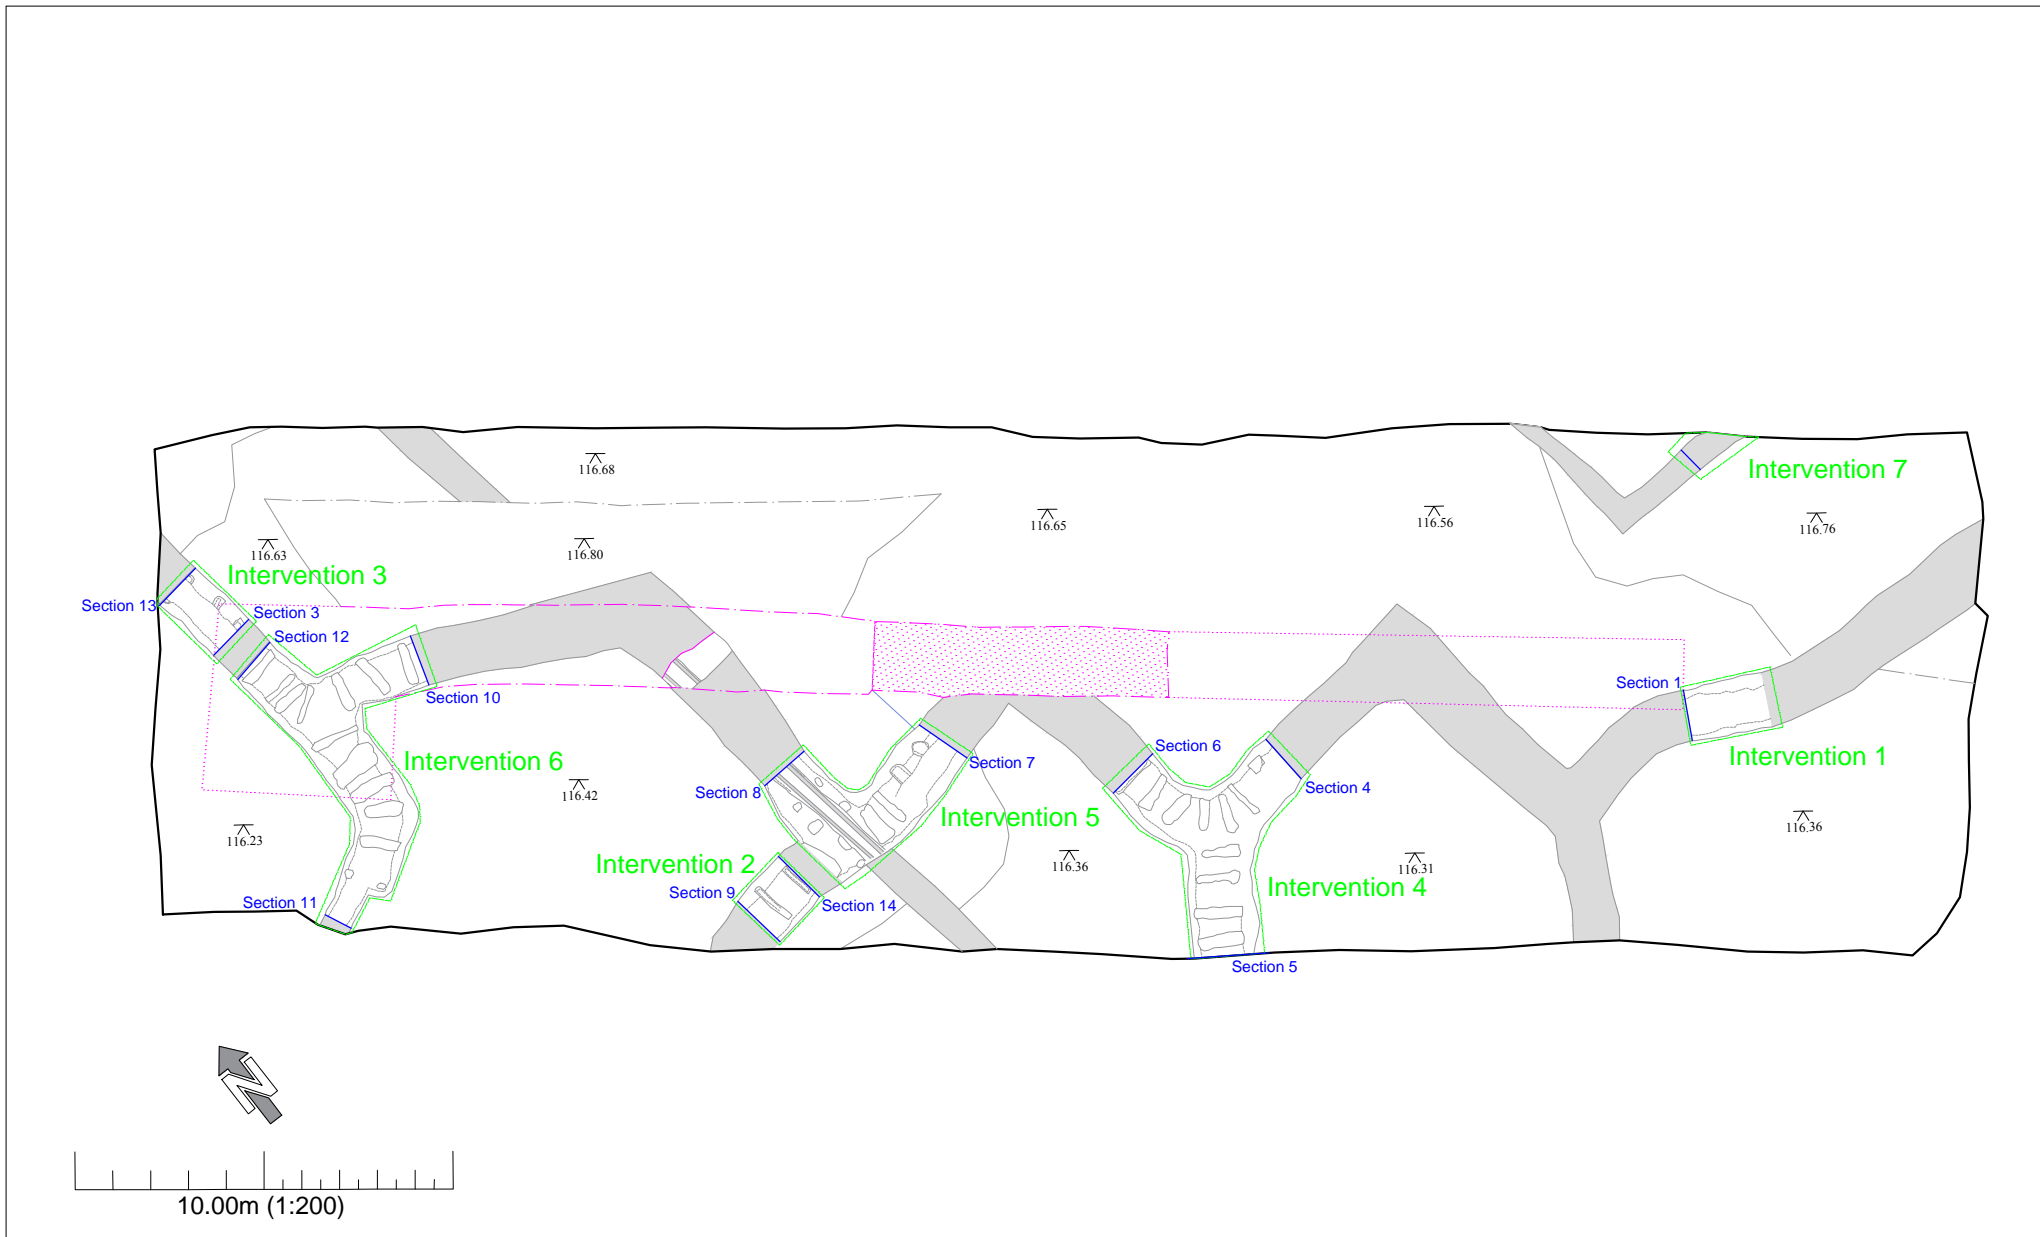 116.68
Intervention 7
116.65
116.56
116.76
116.63
116.80
Intervention 3
Section 13
Section 3
Section 12
Section 10
Section 1
Intervention 6
116.42
Section 6
Section 7
Section 4
Intervention 1
Section 8
Intervention 5
116.23
116.36
116.36
116.31
Intervention 2
Section 9
Section 14
Intervention 4
Section 11
Section 5
N
10.00m (1:200)